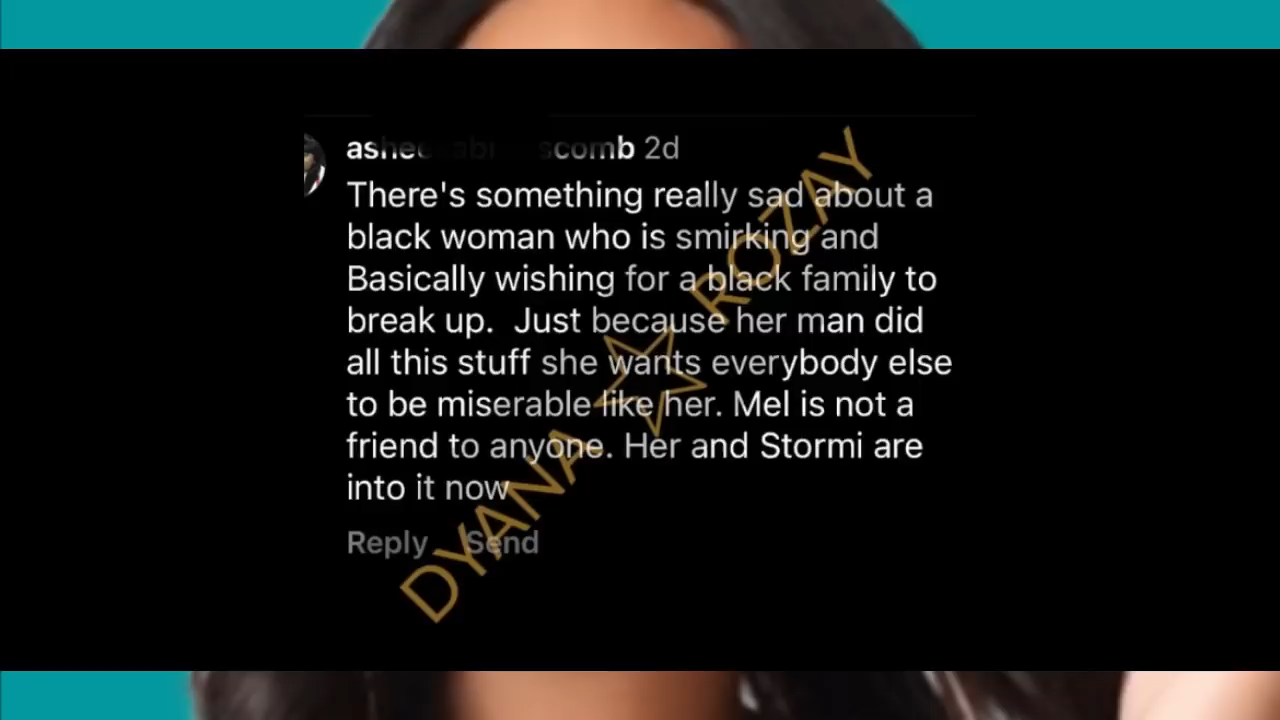 2d
There's something really sad about a
black woman who is smirking and
Basically wishing for a black family to
break up. Just because her man did
all this stuff she wants everybody else
to be miserable like her. Mel is not a
friend to anyone. Her and Stormi are
into it now
Reply Send
DYANA ROZAY